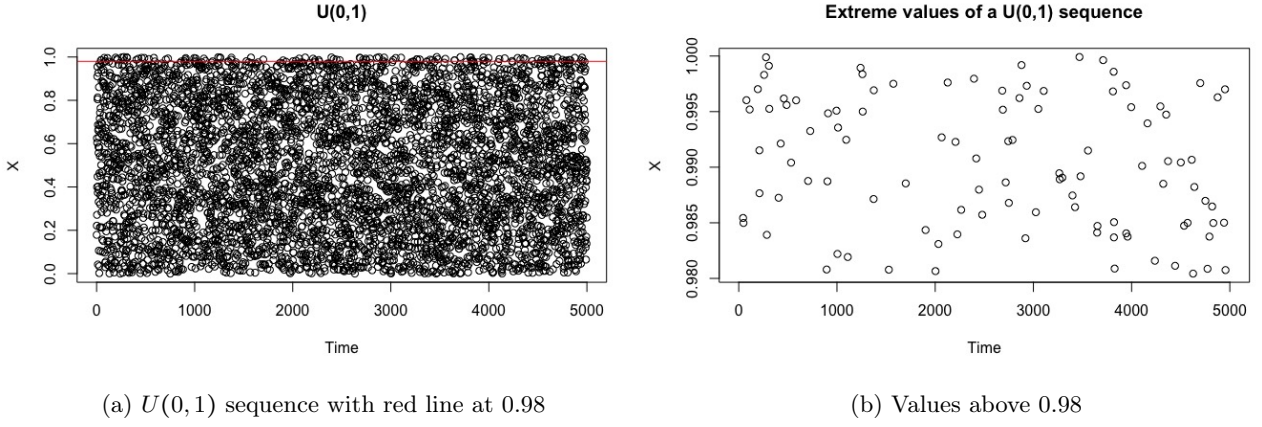 U(0,1)
X
1.0
0.8
0.6
0.4
0.2
0.0
0 1000 2000 3000 4000 5000
Time
(a) U(0, 1) sequence with red line at 0.98
Extreme values of a U(0,1) sequence
X
1.000
0.995
0.990
0.985
0.980
0 1000 2000 3000 4000 5000
Time
(b) Values above 0.98